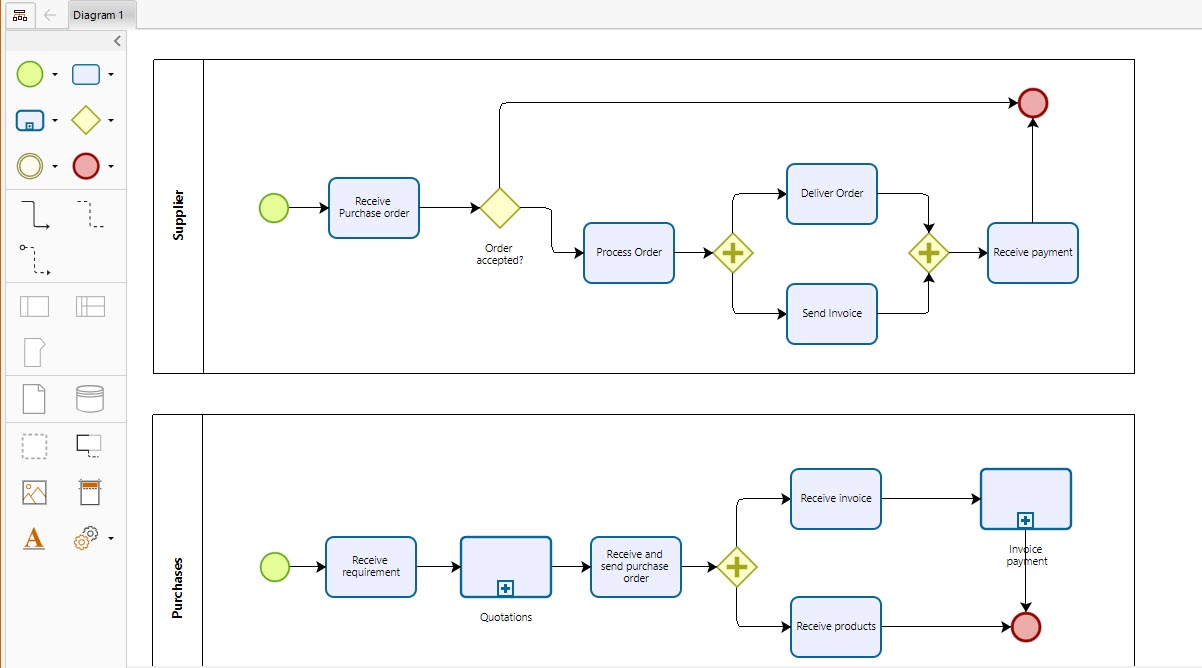 Diagram 1
Supplier
Receive
Purchase order
Order
accepted?
Process Order
Deliver Order
Send Invoice
Receive payment
Purchases
Receive
requirement
Quotations
Receive and
send purchase
order
Receive invoice
Receive products
Invoice
payment
A